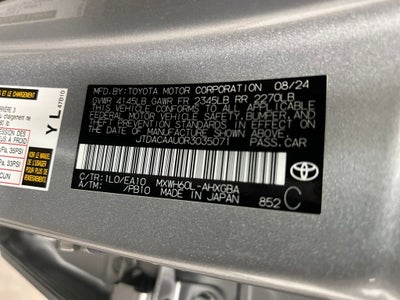 MFD. BY: TOYOTA MOTOR CORPORATION 08/24
GVWR 4145LB GAWR FR 2345LB RR 2270LB
THIS VEHICLE CONFORMS TO ALL APPLICABLE
FEDERAL MOTOR VEHICLE SAFETY, BUMPER, AND
THEFT PREVENTION STANDARDS IN EFFECT ON
THE DATE OF MANUFACTURE SHOWN ABOVE.
JTDACAAU0R3035071 PASS.CAR
C/TR: 1L0/EA10 MXWH60L-AHXGBA
A/TM: /PB10 MADE IN JAPAN
852 C
TOYOTA
YL
47B10